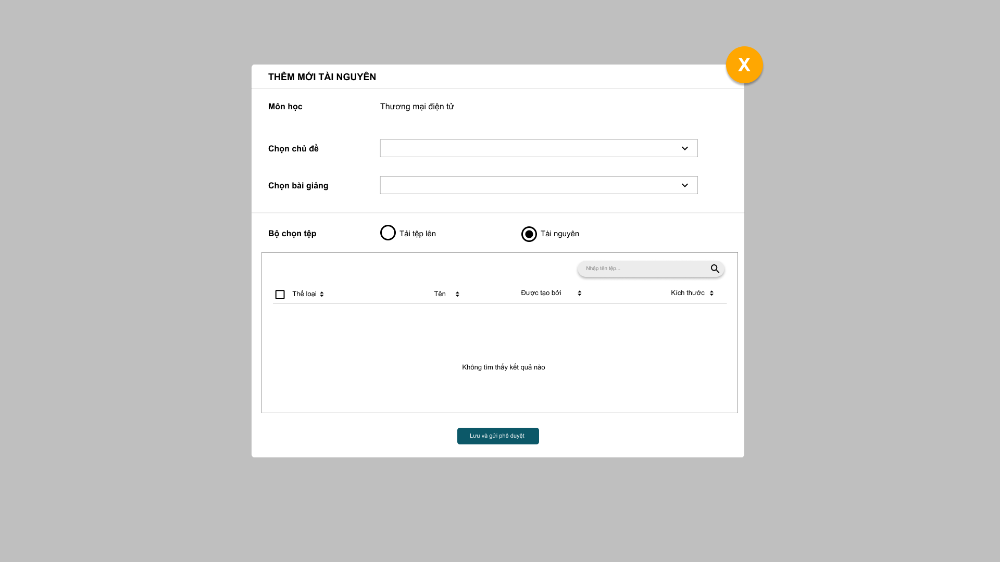 X
THÊM MỚI TÀI NGUYÊN
Môn học
Thương mại điện tử
Chọn chủ đề
Chọn bài giảng
Bộ chọn tệp
Tải tệp lên
Tài nguyên
Nhập tên tệp...
Thể loại
Tên
Được tạo bởi
Kích thước
Không tìm thấy kết quả nào
Lưu và gửi phê duyệt